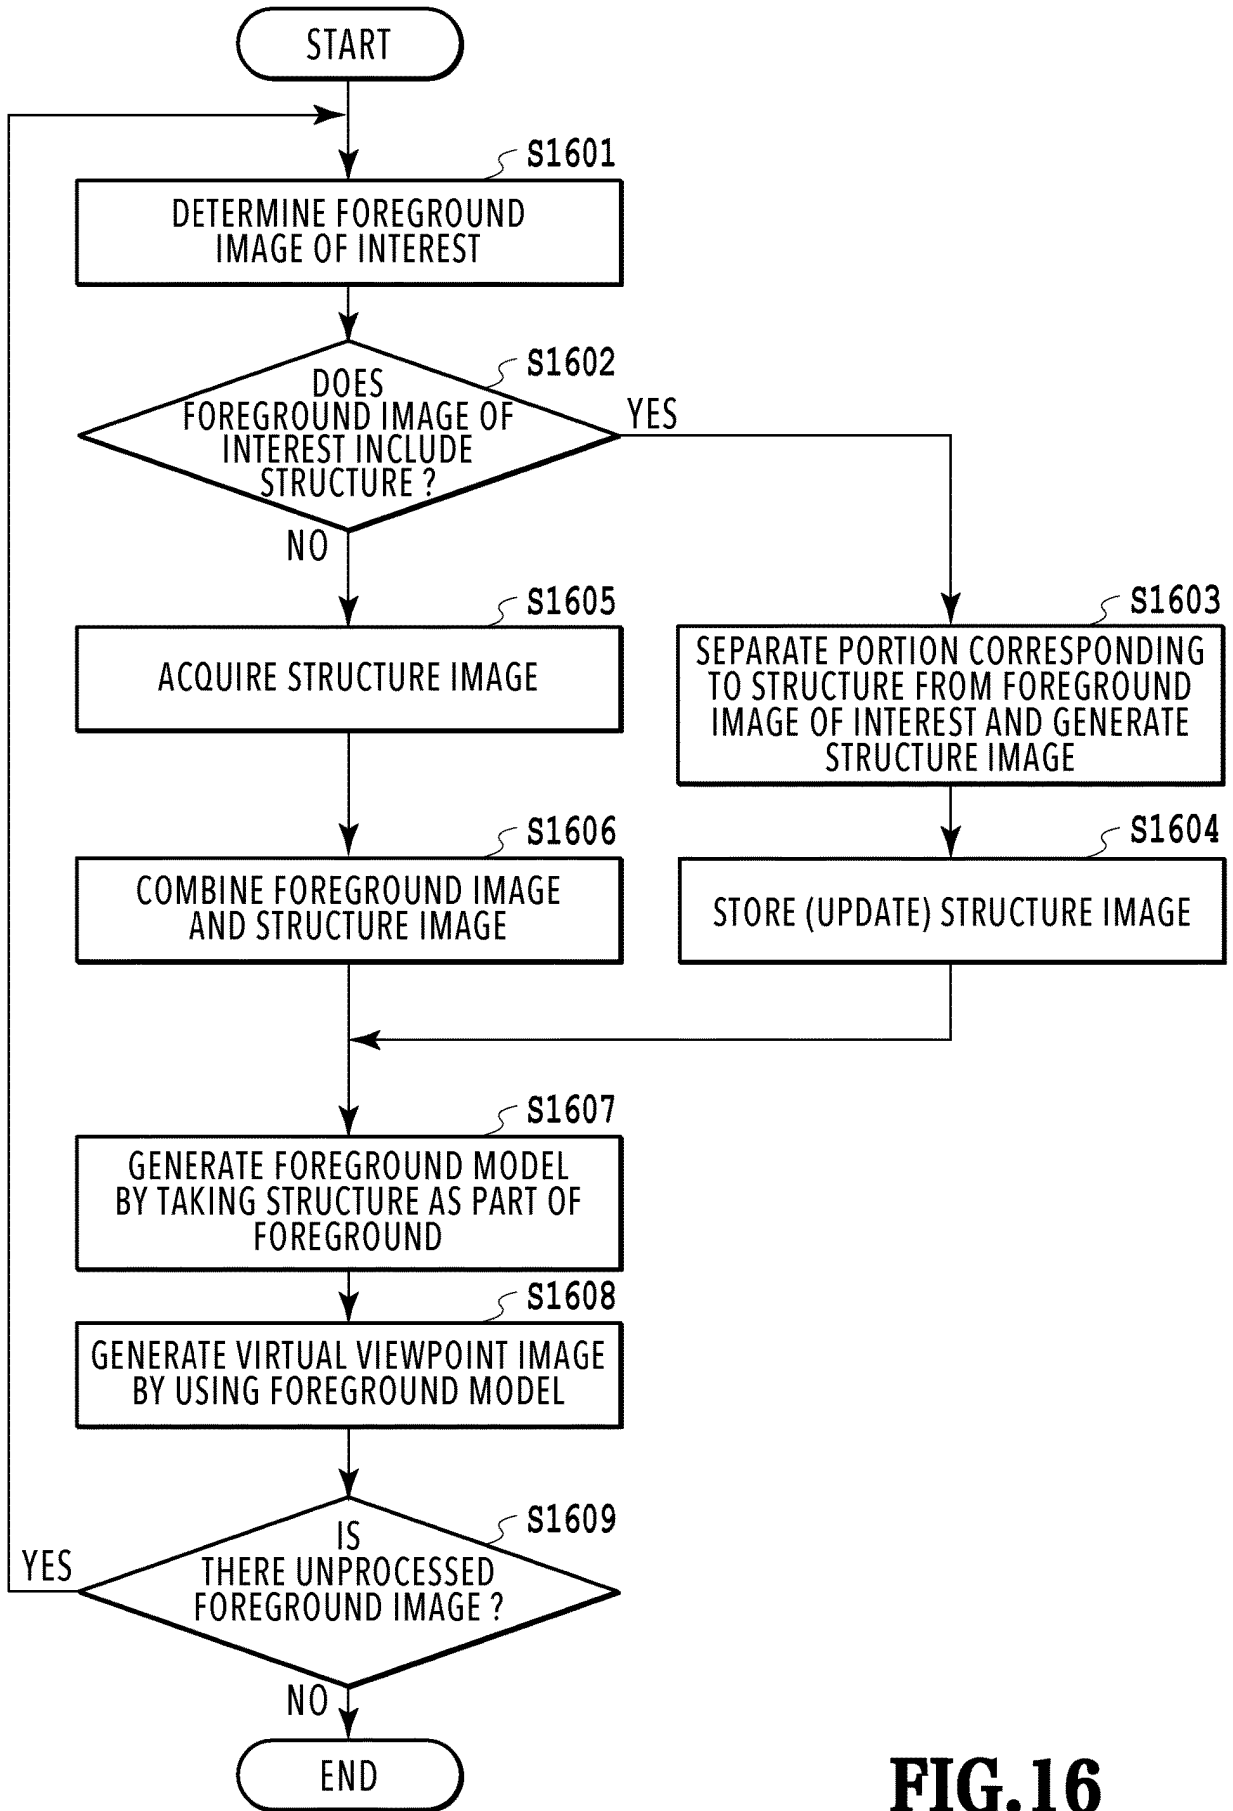 START
S1601
DETERMINE FOREGROUND
IMAGE OF INTEREST
S1602
DOES
FOREGROUND IMAGE OF
INTEREST INCLUDE
STRUCTURE ?
YES
NO
S1605
ACQUIRE STRUCTURE IMAGE
S1603
SEPARATE PORTION CORRESPONDING
TO STRUCTURE FROM FOREGROUND
IMAGE OF INTEREST AND GENERATE
STRUCTURE IMAGE
S1606
COMBINE FOREGROUND IMAGE
AND STRUCTURE IMAGE
S1604
STORE (UPDATE) STRUCTURE IMAGE
S1607
GENERATE FOREGROUND MODEL
BY TAKING STRUCTURE AS PART OF
FOREGROUND
S1608
GENERATE VIRTUAL VIEWPOINT IMAGE
BY USING FOREGROUND MODEL
S1609
IS
THERE UNPROCESSED
FOREGROUND IMAGE ?
YES
NO
END
FIG.16